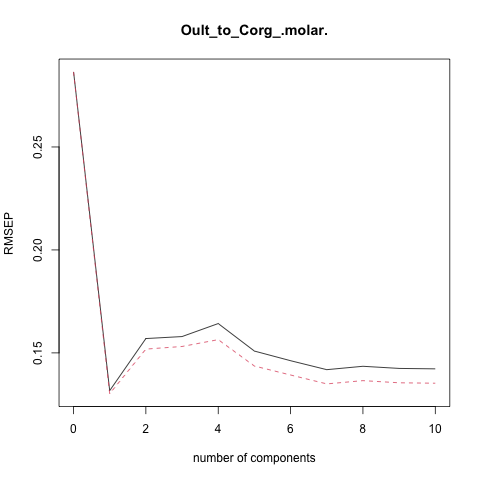 Oult_to_Corg_.molar.
RMSEP
0.25
0.20
0.15
0 2 4 6 8 10
number of components